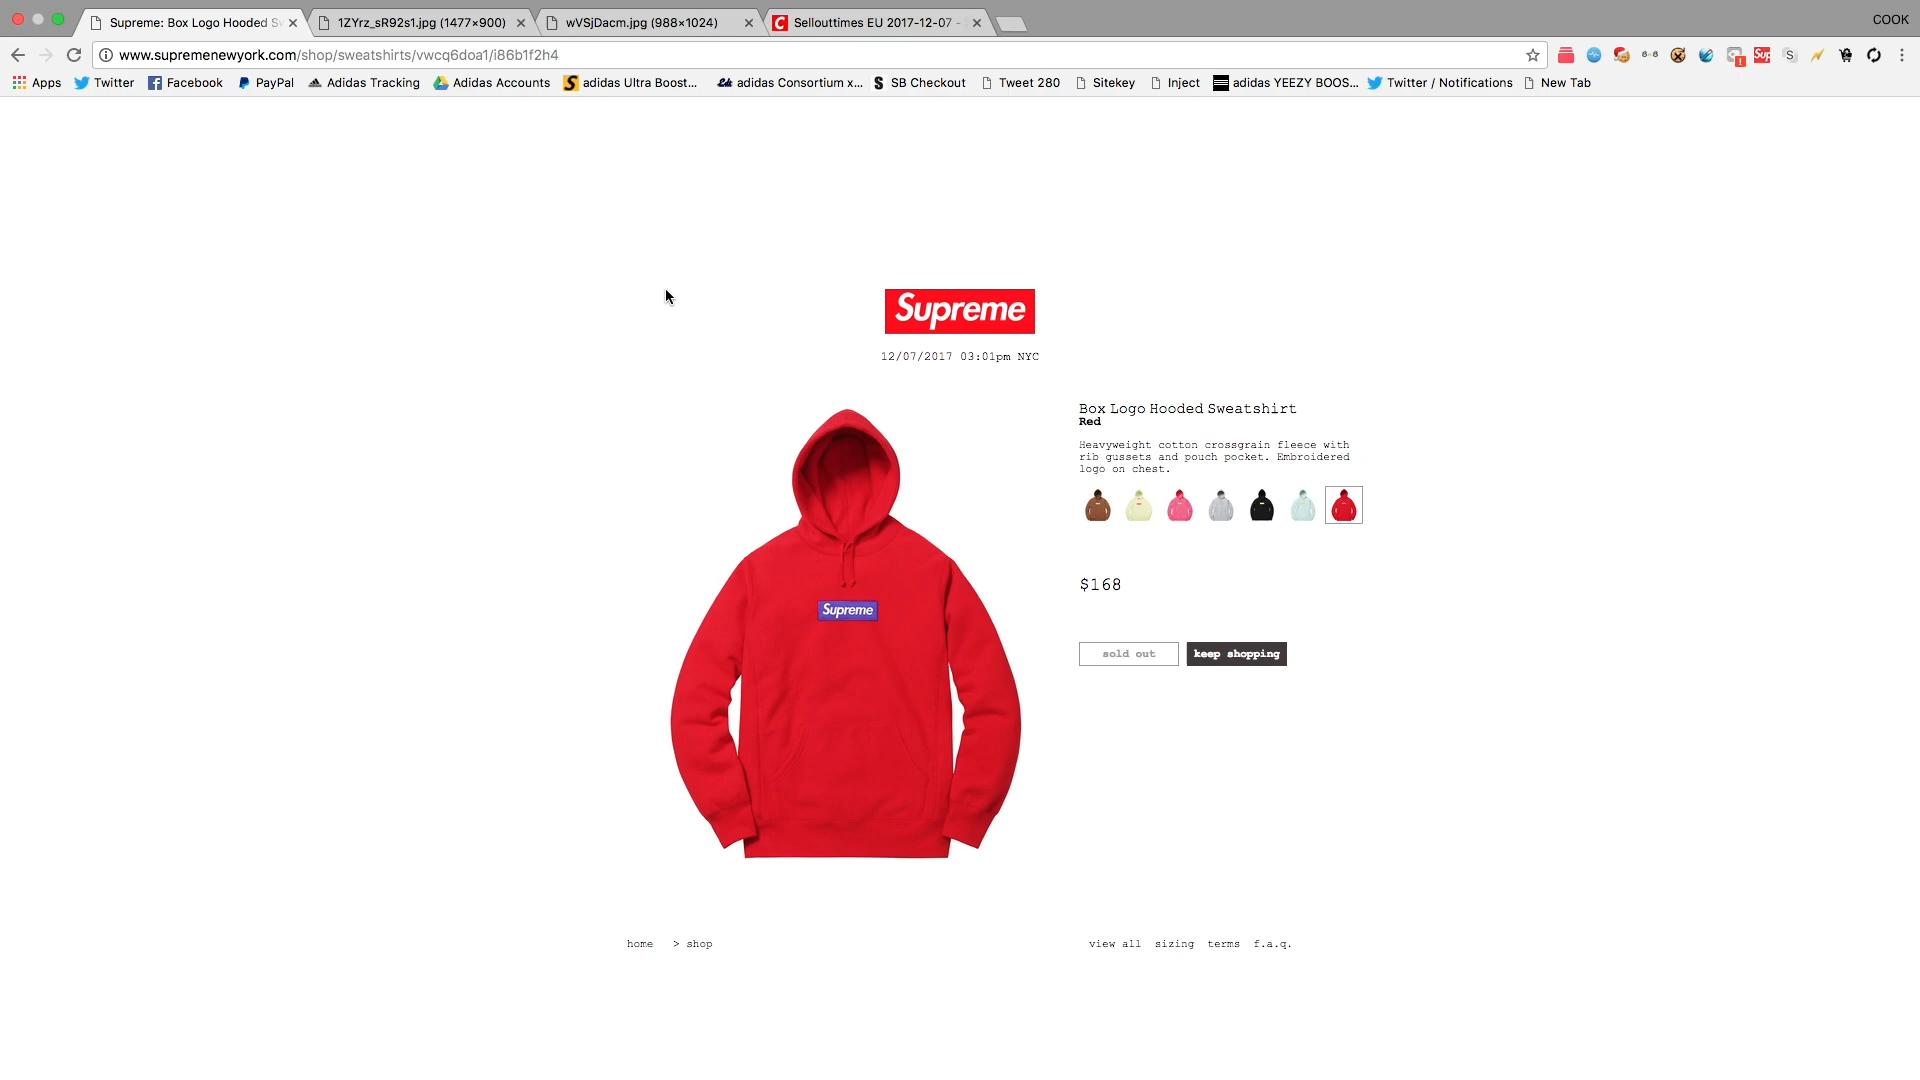 Supreme: Box Logo Hooded S
1ZYrz_sR92s1.jpg (1477×900)
wVSjDacm.jpg (988×1024)
Sellouttimes EU 2017-12-07 -
COOK
www.supremenewyork.com/shop/sweatshirts/vwcq6doa1/i86b1f2h4
Apps
Twitter
Facebook
PayPal
Adidas Tracking
Adidas Accounts
adidas Ultra Boost...
adidas Consortium x...
SB Checkout
Tweet 280
Sitekey
Inject
adidas YEEZY BOOS...
Twitter / Notifications
New Tab
Supreme
12/07/2017 03:01pm NYC
Supreme
Box Logo Hooded Sweatshirt
Red
Heavyweight cotton crossgrain fleece with
rib gussets and pouch pocket. Embroidered
logo on chest.
$168
sold out
keep shopping
home > shop
view all sizing terms f.a.q.